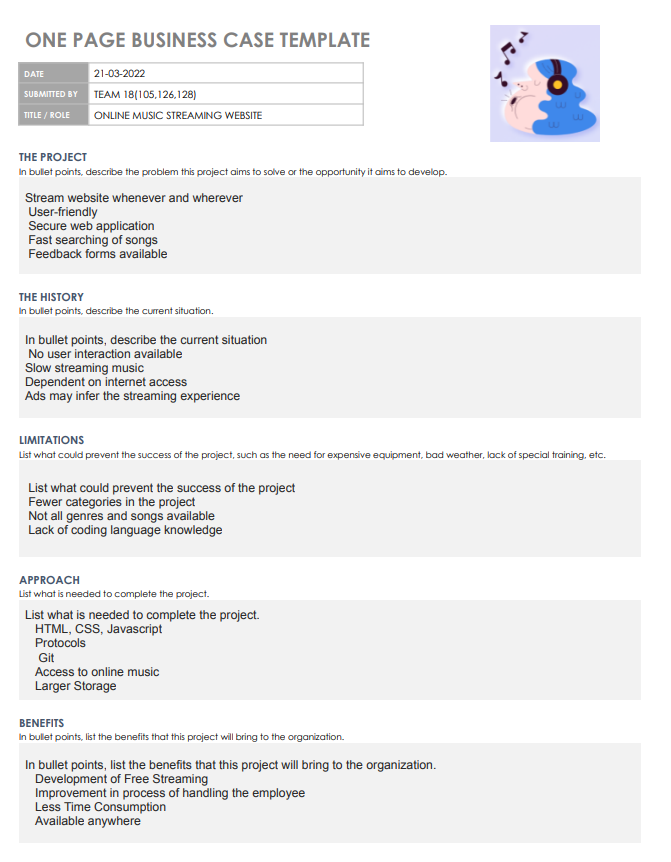 ONE PAGE BUSINESS CASE TEMPLATE
DATE 21-03-2022
SUBMITTED BY TEAM 18(105,126,128)
TITLE / ROLE ONLINE MUSIC STREAMING WEBSITE
THE PROJECT
In bullet points, describe the problem this project aims to solve or the opportunity it aims to develop.
Stream website whenever and wherever
User-friendly
Secure web application
Fast searching of songs
Feedback forms available
THE HISTORY
In bullet points, describe the current situation.
In bullet points, describe the current situation
No user interaction available
Slow streaming music
Dependent on internet access
Ads may infer the streaming experience
LIMITATIONS
List what could prevent the success of the project, such as the need for expensive equipment, bad weather, lack of special training, etc.
List what could prevent the success of the project
Fewer categories in the project
Not all genres and songs available
Lack of coding language knowledge
APPROACH
List what is needed to complete the project.
List what is needed to complete the project.
HTML, CSS, Javascript
Protocols
Git
Access to online music
Larger Storage
BENEFITS
In bullet points, list the benefits that this project will bring to the organization.
In bullet points, list the benefits that this project will bring to the organization.
Development of Free Streaming
Improvement in process of handling the employee
Less Time Consumption
Available anywhere